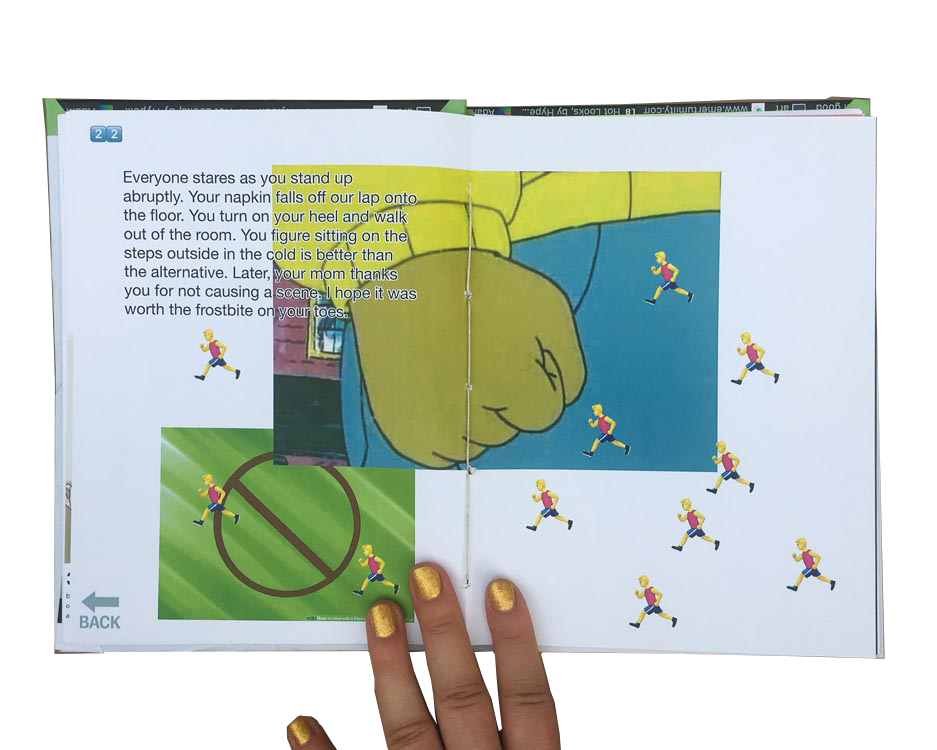 22
Everyone stares as you stand up
abruptly. Your napkin falls off our lap onto
the floor. You turn on your heel and walk
out of the room. You figure sitting on the
steps outside in the cold is better than
the alternative. Later, your mom thanks
you for not causing a scene. I hope it was
worth the frostbite on your toes.
BACK